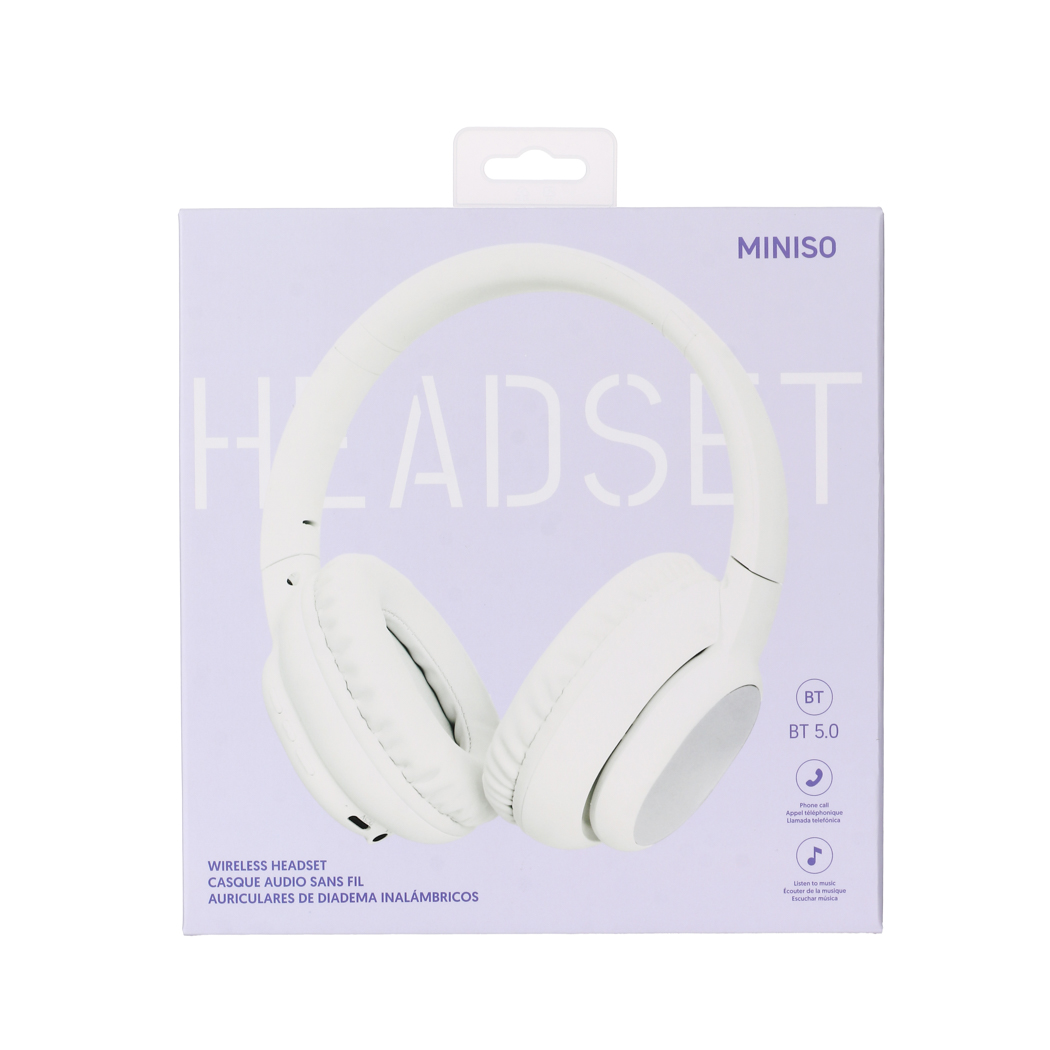 MINISO
HEADSET
BT
BT 5.0
Phone call
Appel téléphonique
Llamada telefónica
Listen to music
Écouter de la musique
Escuchar música
WIRELESS HEADSET
CASQUE AUDIO SANS FIL
AURICULARES DE DIADEMA INALÁMBRICOS